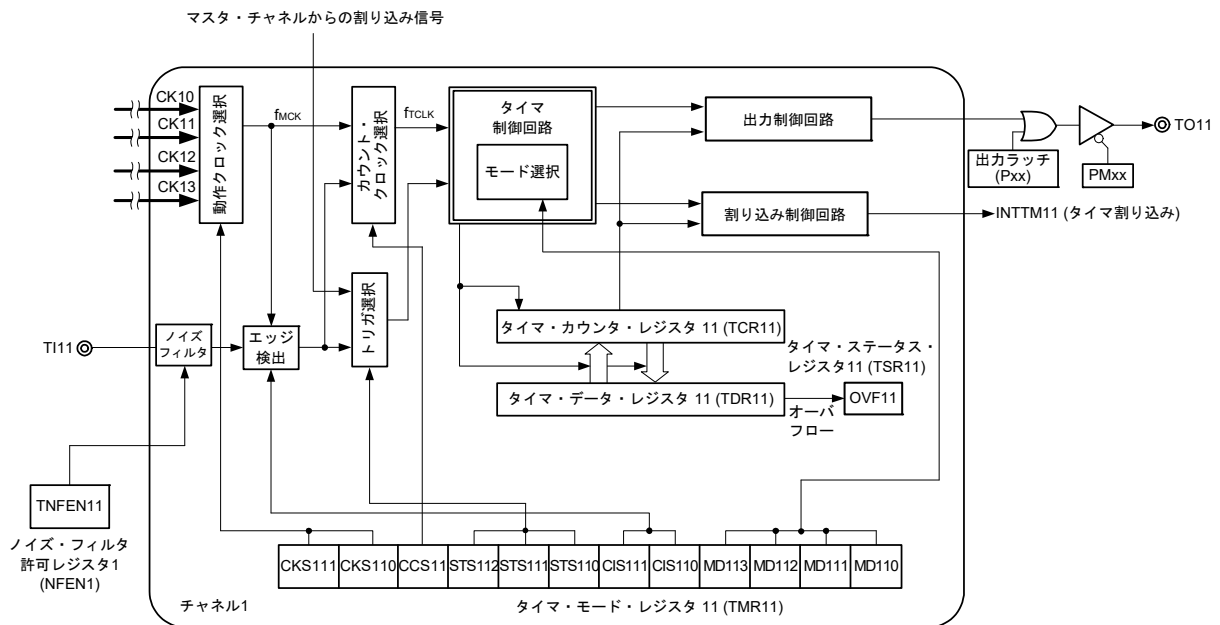 マスタ・チャネルからの割り込み信号
CK10
CK11
CK12
CK13
動作クロック選択
fMCK
カウント・
クロック選択
fTCLK
タイマ
制御回路
モード選択
出力制御回路
出力ラッチ
(Pxx)
PMxx
TO11
割り込み制御回路
INTTM11 (タイマ割り込み)
トリガ選択
TI11
ノイズ
フィルタ
エッジ
検出
タイマ・カウンタ・レジスタ 11 (TCR11)
タイマ・ステータス・
レジスタ11 (TSR11)
タイマ・データ・レジスタ 11 (TDR11)
オーバ
フロー
OVF11
TNFEN11
ノイズ・フィルタ
許可レジスタ1
(NFEN1)
CKS111 CKS110 CCS11 STS112 STS111 STS110 CIS111 CIS110 MD113 MD112 MD111 MD110
チャネル1
タイマ・モード・レジスタ 11 (TMR11)